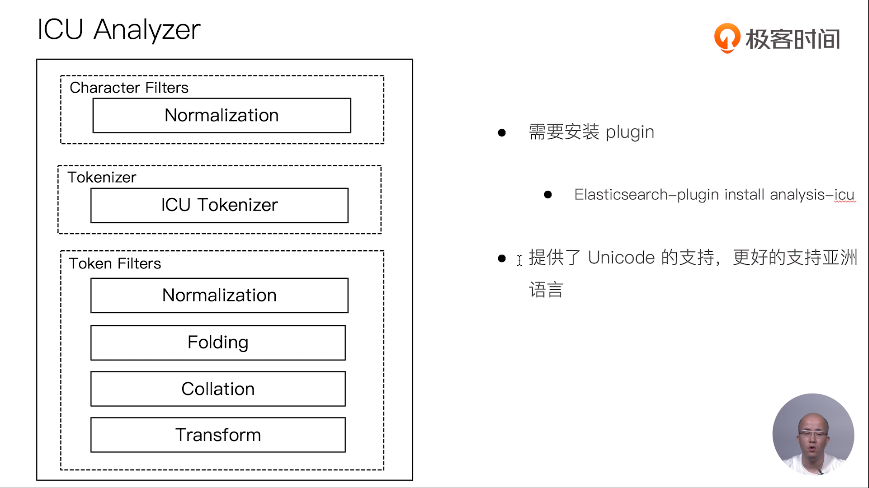 ICU Analyzer
极客时间
Character Filters
Normalization
Tokenizer
ICU Tokenizer
Token Filters
Normalization
Folding
Collation
Transform
需要安装 plugin
Elasticsearch-plugin install analysis-icu
提供了 Unicode 的支持，更好的支持亚洲
语言